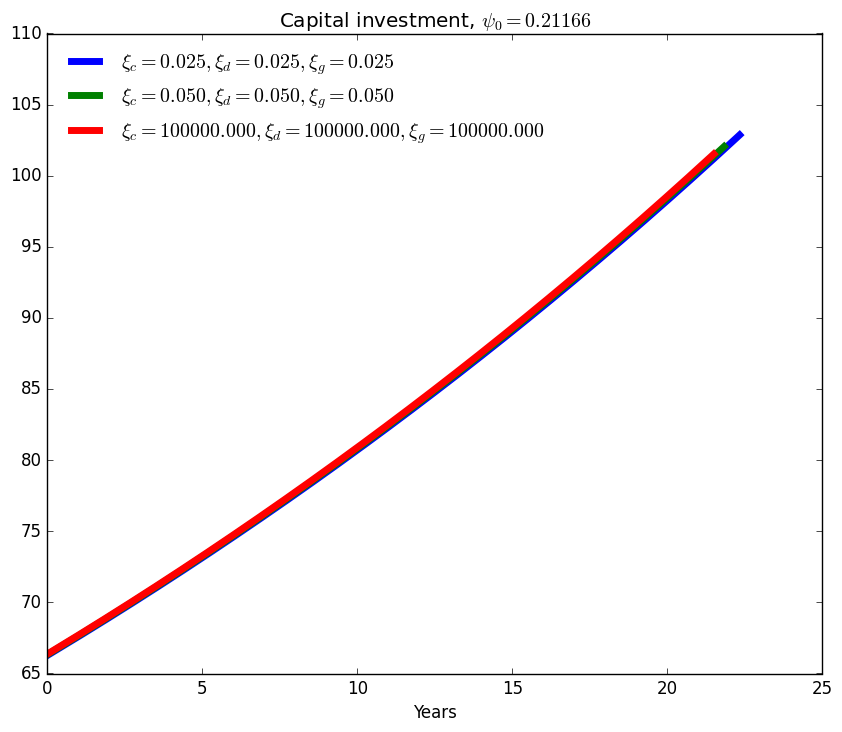 Capital investment, ψ₀ = 0.21166
ξ_c = 0.025, ξ_d = 0.025, ξ_g = 0.025
ξ_c = 0.050, ξ_d = 0.050, ξ_g = 0.050
ξ_c = 100000.000, ξ_d = 100000.000, ξ_g = 100000.000
110
105
100
95
90
85
80
75
70
65
0 5 10 15 20 25
Years